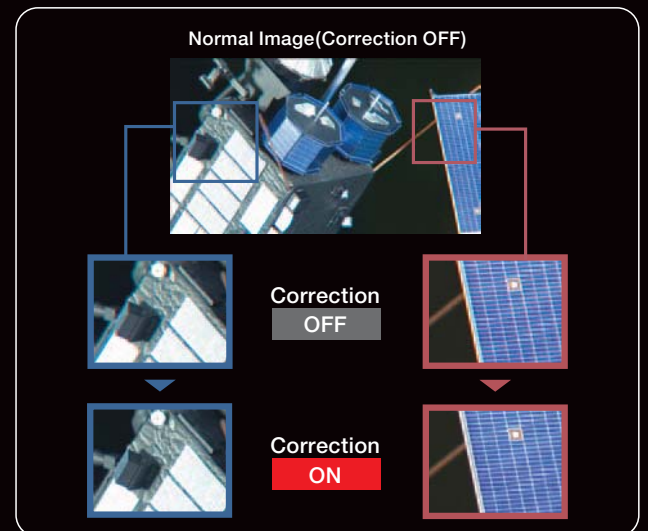 Normal Image(Correction OFF)
Correction
OFF
Correction
ON